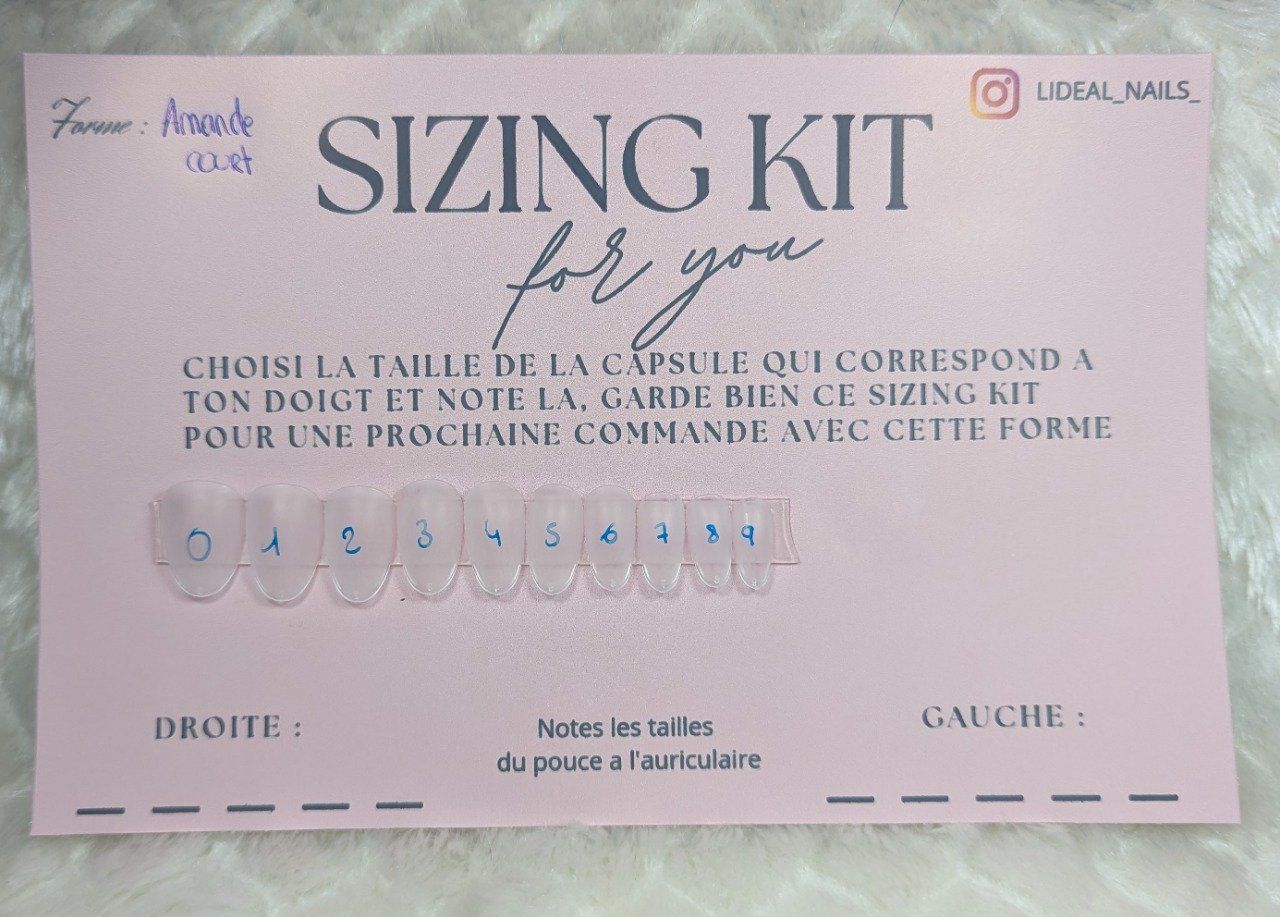 Forme : Amande
court
LIDEAL_NAILS_
SIZING KIT
for you
CHOISI LA TAILLE DE LA CAPSULE QUI CORRESPOND A
TON DOIGT ET NOTE LA, GARDE BIEN CE SIZING KIT
POUR UNE PROCHAINE COMMANDE AVEC CETTE FORME
0 1 2 3 4 5 6 7 8 9
DROITE :
Notes les tailles
du pouce a l'auriculaire
GAUCHE :